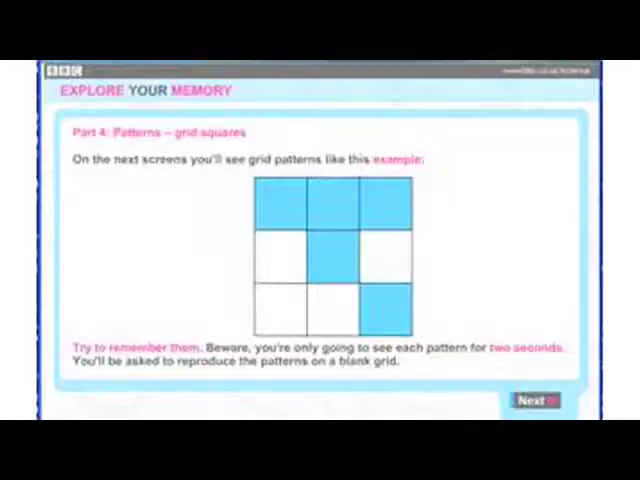 BBC
EXPLORE YOUR MEMORY
Part 4: Patterns – grid squares
On the next screens you'll see grid patterns like this example:
Try to remember them. Beware, you're only going to see each pattern for two seconds.
You'll be asked to reproduce the patterns on a blank grid.
Next